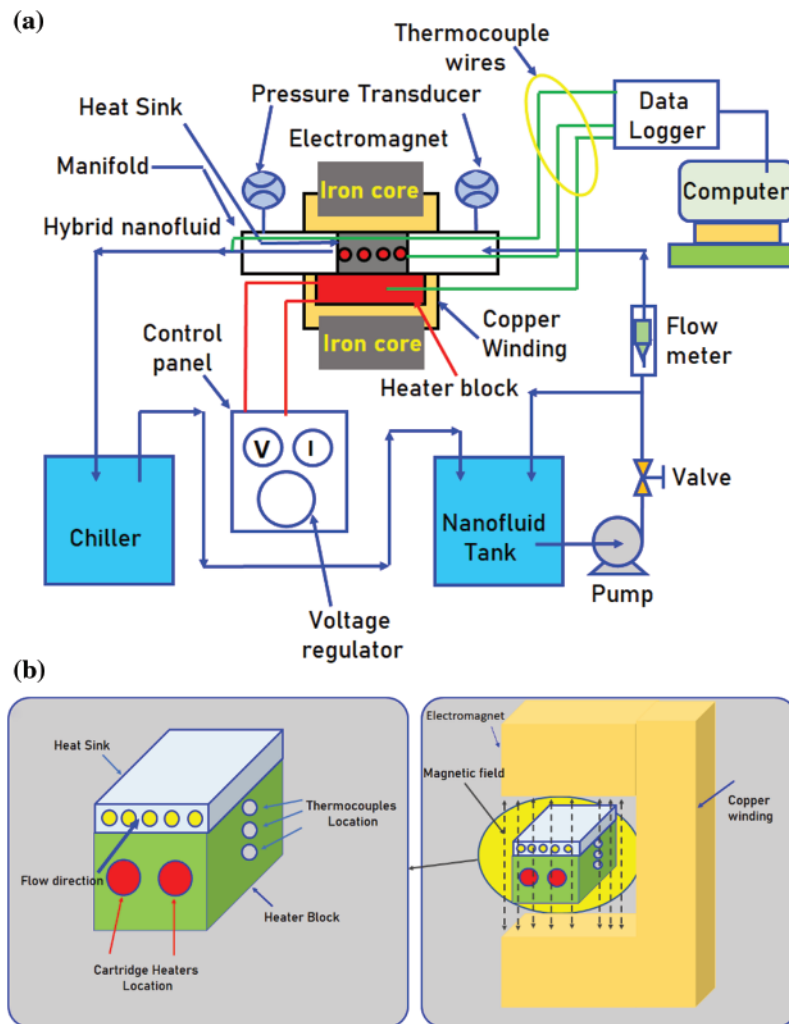 (a)
Thermocouple
wires
Heat Sink
Pressure Transducer
Data
Logger
Electromagnet
Manifold
Iron core
Computer
Hybrid nanofluid
Control
panel
Iron core
Copper
Winding
Flow
meter
Heater block
V I
Chiller
Nanofluid
Tank
Valve
Pump
Voltage
regulator
(b)
Heat Sink
Thermocouples
Location
Flow direction
Heater Block
Cartridge Heaters
Location
Electromagnet
Magnetic field
Copper
winding